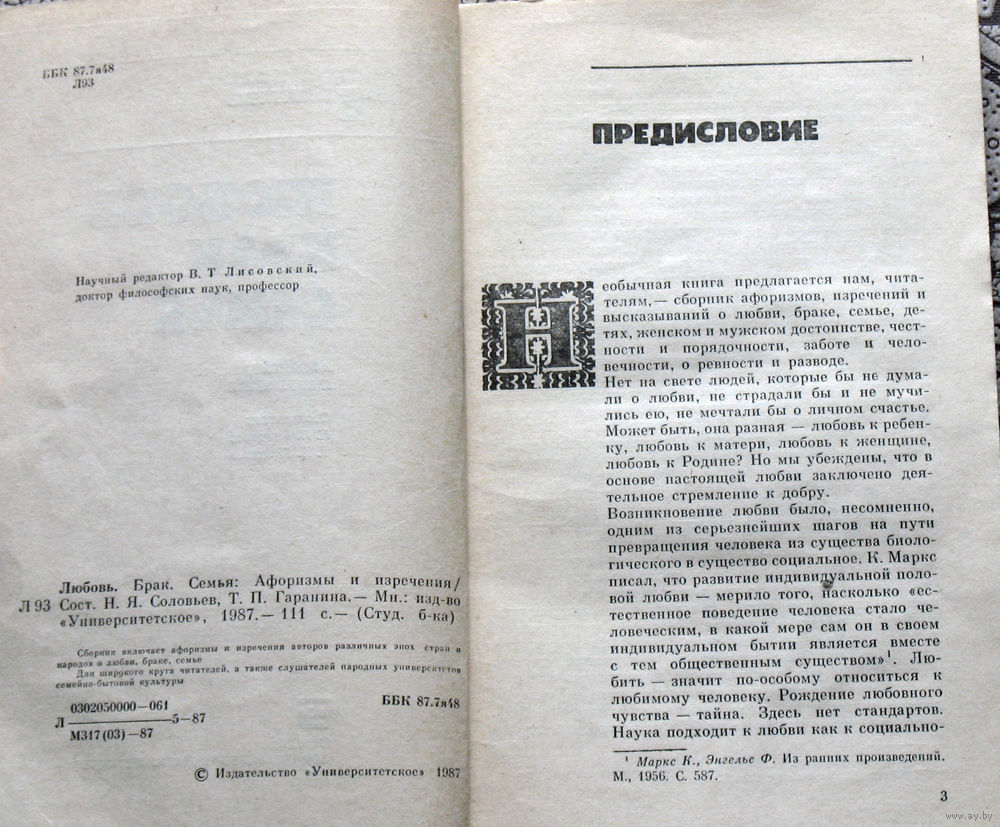 ББК 87.7я48
Л93
Научный редактор В. Т Лисовский,
доктор философских наук, профессор
Любовь. Брак. Семья: Афоризмы и изречения/
Л 93 Сост. Н. Я. Соловьев, Т. П. Гаранина.— Мн.: изд-во
«Университетское», 1987.— 111 с.— (Студ. б-ка)
Сборник включает афоризмы и изречения авторов различных эпох стран и
народов о любви, браке, семье
Для широкого круга читателей, а также слушателей народных университетов
семейно-бытовой культуры
0302050000—061
Л 5—87
М317(03)—87
ББК 87.7я48
© Издательство «Университетское» 1987
ПРЕДИСЛОВИЕ
Необычная книга предлагается нам, чита-
телям,— сборник афоризмов, изречений и
высказываний о любви, браке, семье, де-
тях, женском и мужском достоинстве, чест-
ности и порядочности, заботе и чело-
вечности, о ревности и разводе.
Нет на свете людей, которые бы не дума-
ли о любви, не страдали бы и не мучи-
лись ею, не мечтали бы о личном счастье.
Может быть, она разная — любовь к ребен-
ку, любовь к матери, любовь к женщине,
любовь к Родине? Но мы убеждены, что в
основе настоящей любви заключено дея-
тельное стремление к добру.
Возникновение любви было, несомненно,
одним из серьезнейших шагов на пути
превращения человека из существа биоло-
гического в существо социальное. К. Маркс
писал, что развитие индивидуальной поло-
вой любви — мерило того, насколько «ес-
тественное поведение человека стало че-
ловеческим, в какой мере сам он в своем
индивидуальном бытии является вместе
с тем общественным существом»¹. Лю-
бить — значит по-особому относиться к
любимому человеку. Рождение любовного
чувства — тайна. Здесь нет стандартов.
Наука подходит к любви как к социально-
¹ Маркс К., Энгельс Ф. Из ранних произведений.
М., 1956. С. 587.
3
www.ay.by